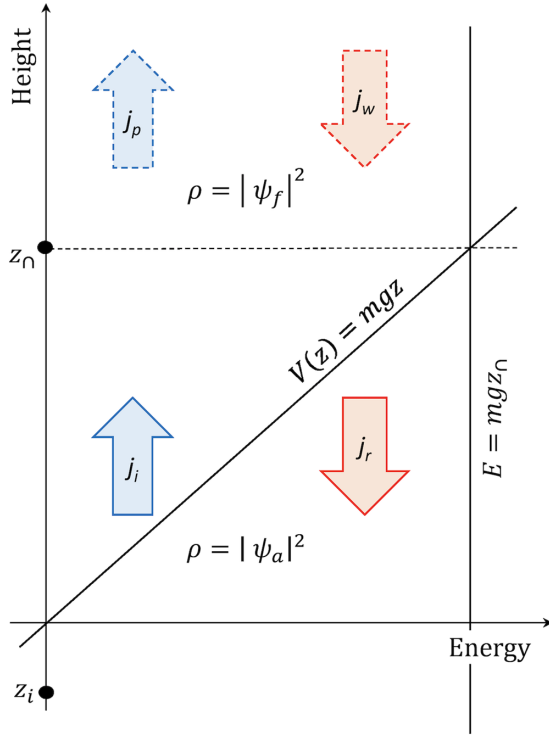 Height
j_p
j_w
ρ = |ψ_f|^2
z_∩
V(z) = mgz
E = mgz_∩
j_i
j_r
ρ = |ψ_a|^2
Energy
z_i